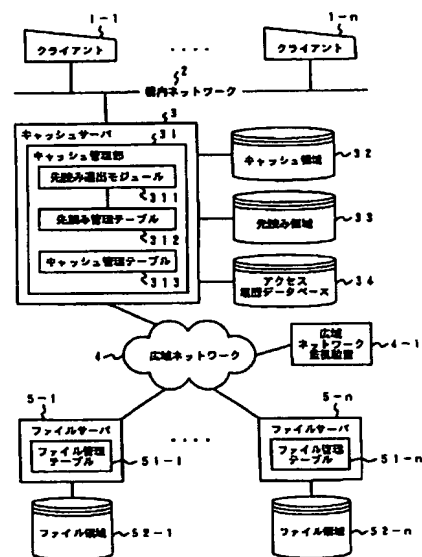 1-1
1-n
クライアント
・・・・
クライアント
2
構内ネットワーク
3
キャッシュサーバ
31
キャッシュ管理部
先読み選出モジュール
311
先読み管理テーブル
312
キャッシュ管理テーブル
313
キャッシュ領域
32
先読み領域
33
アクセス
履歴データベース
34
4
広域ネットワーク
広域
ネットワーク
監視装置
4-1
5-1
5-n
ファイルサーバ
ファイル管理
テーブル
51-1
・・・・
ファイルサーバ
ファイル管理
テーブル
51-n
ファイル領域
52-1
ファイル領域
52-n